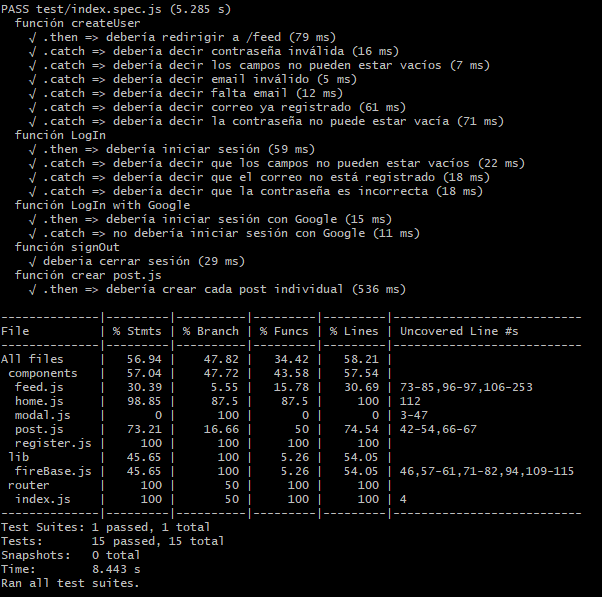 PASS test/index.spec.js (5.285 s)
  función createUser
    √ .then => debería redirigir a /feed (79 ms)
    √ .catch => debería decir contraseña inválida (16 ms)
    √ .catch => debería decir los campos no pueden estar vacíos (7 ms)
    √ .catch => debería decir email inválido (5 ms)
    √ .catch => debería decir falta email (12 ms)
    √ .catch => debería decir correo ya registrado (61 ms)
    √ .catch => debería decir la contraseña no puede estar vacía (71 ms)
  función LogIn
    √ .then => debería iniciar sesión (59 ms)
    √ .catch => debería decir que los campos no pueden estar vacíos (22 ms)
    √ .catch => debería decir que el correo no está registrado (18 ms)
    √ .catch => debería decir que la contraseña es incorrecta (18 ms)
  función LogIn with Google
    √ .then => debería iniciar sesión con Google (15 ms)
    √ .catch => no debería iniciar sesión con Google (11 ms)
  función signOut
    √ deberia cerrar sesión (29 ms)
  función crear post.js
    √ .then => debería crear cada post individual (536 ms)

--------------|---------|----------|---------|---------|---------------------------
File          | % Stmts | % Branch | % Funcs | % Lines | Uncovered Line #s
--------------|---------|----------|---------|---------|---------------------------
All files     |   56.94 |    47.82 |   34.42 |   58.21 |
 components   |   57.04 |    47.72 |   43.58 |   57.54 |
  feed.js     |   30.39 |     5.55 |   15.78 |   30.69 | 73-85,96-97,106-253
  home.js     |   98.85 |     87.5 |    87.5 |     100 | 112
  modal.js    |       0 |      100 |       0 |       0 | 3-47
  post.js     |   73.21 |    16.66 |      50 |   74.54 | 42-54,66-67
  register.js |     100 |      100 |     100 |     100 |
 lib          |   45.65 |      100 |    5.26 |   54.05 |
  fireBase.js |   45.65 |      100 |    5.26 |   54.05 | 46,57-61,71-82,94,109-115
 router       |     100 |       50 |     100 |     100 |
  index.js    |     100 |       50 |     100 |     100 | 4
--------------|---------|----------|---------|---------|---------------------------
Test Suites: 1 passed, 1 total
Tests:       15 passed, 15 total
Snapshots:   0 total
Time:        8.443 s
Ran all test suites.